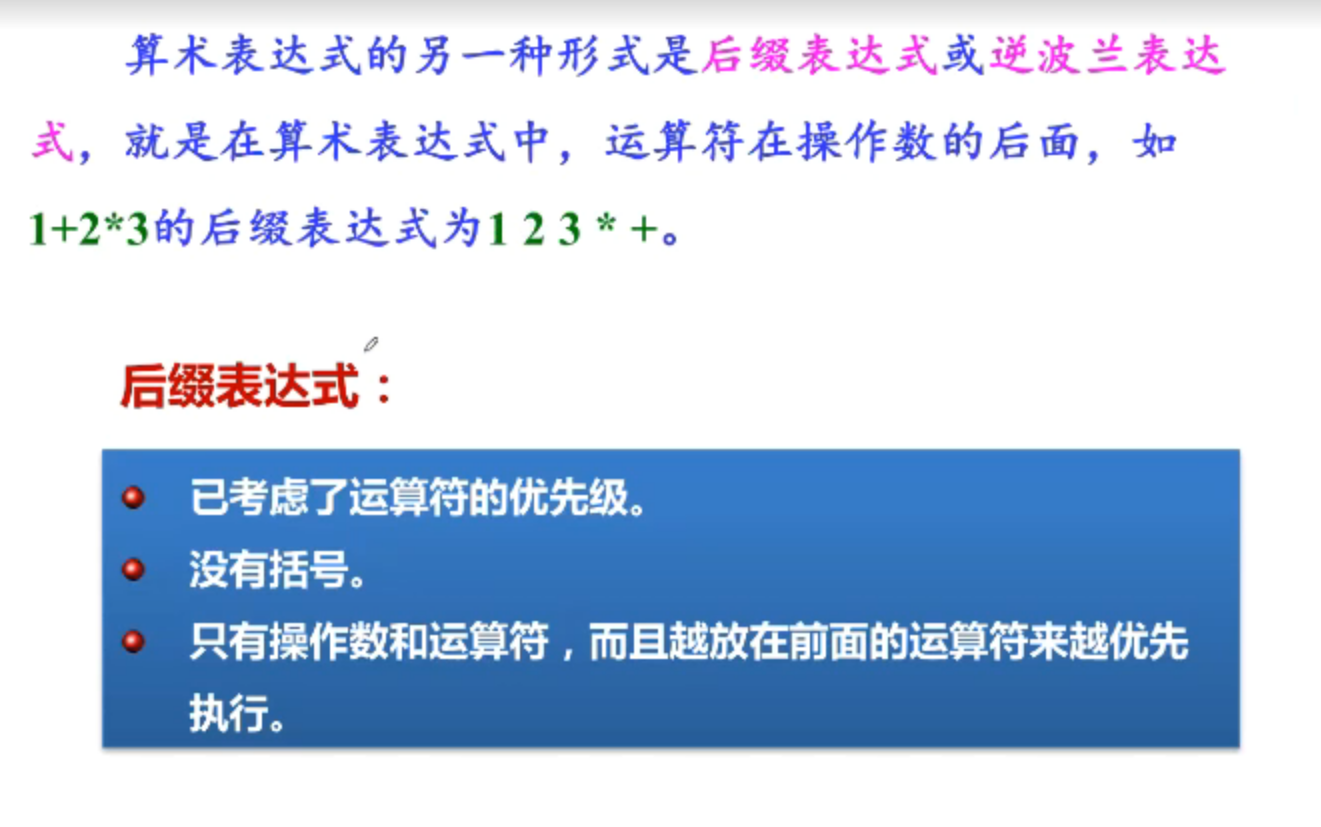 算术表达式的另一种形式是后缀表达式或逆波兰表达
式，就是在算术表达式中，运算符在操作数的后面，如
1+2*3的后缀表达式为1 2 3 * +。
后缀表达式：
已考虑了运算符的优先级。
没有括号。
只有操作数和运算符，而且越放在前面的运算符来越优先
执行。